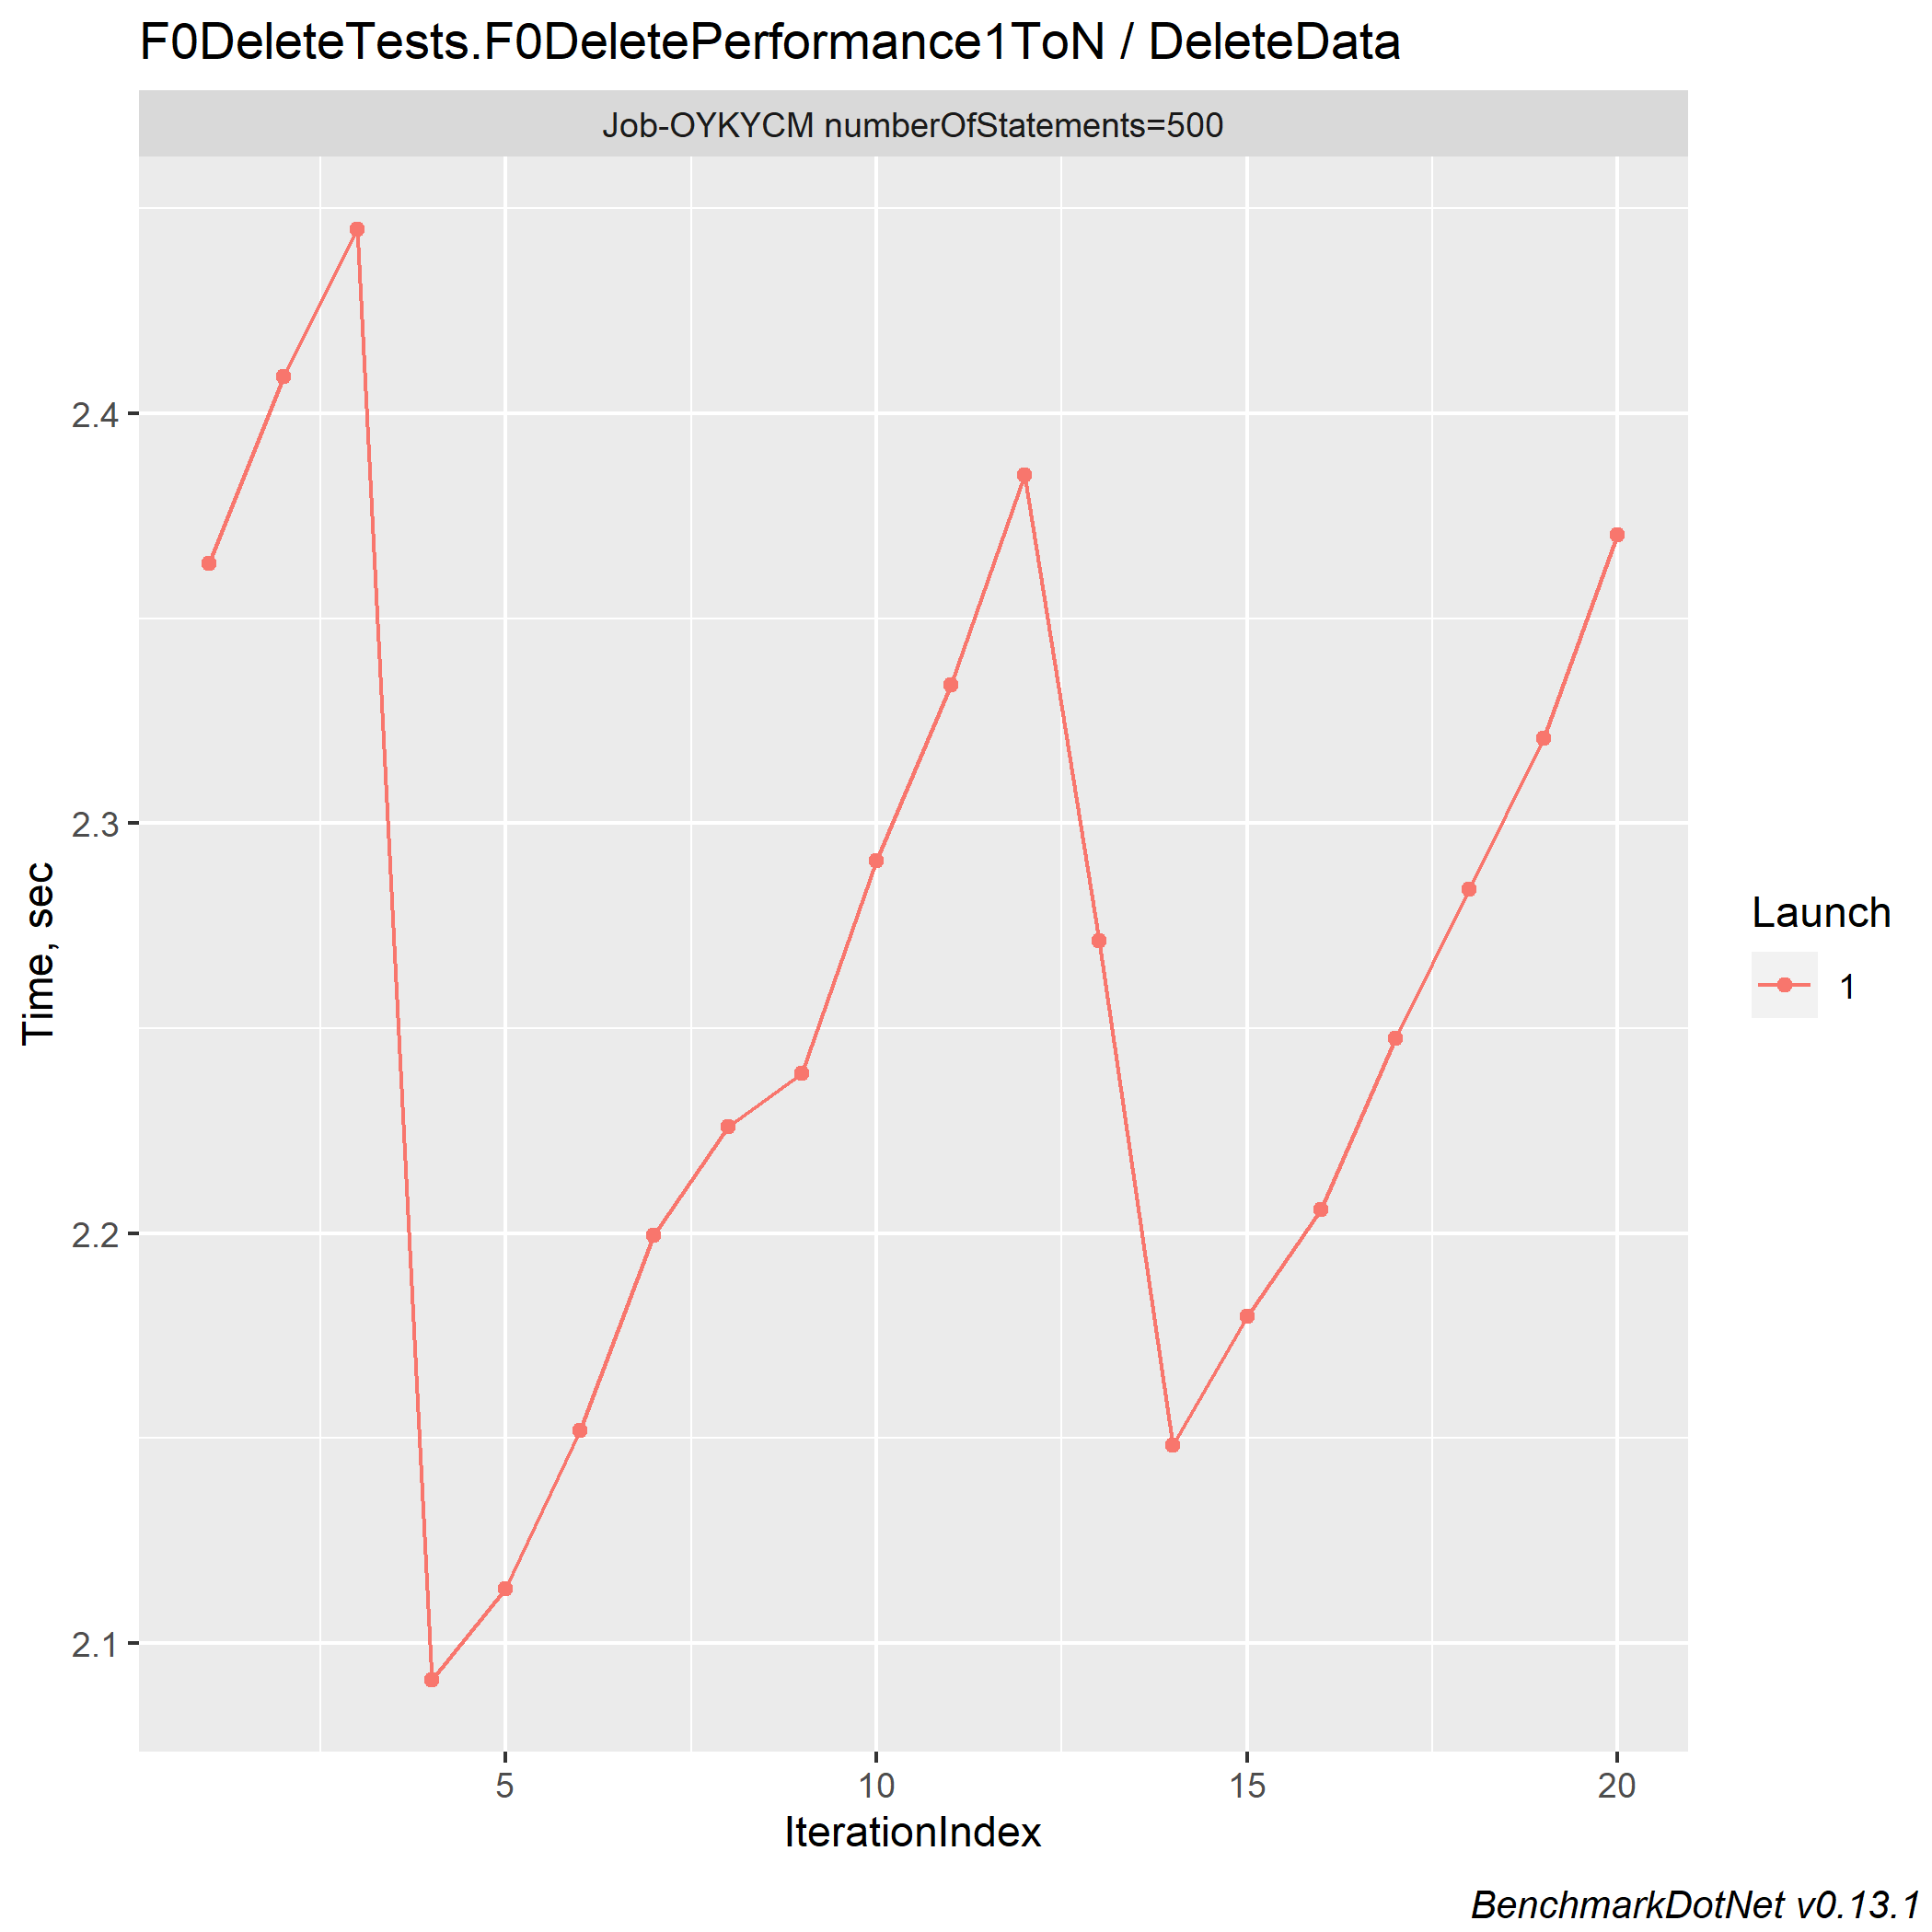 F0DeleteTests.F0DeletePerformance1ToN / DeleteData
Job-OYKYCM numberOfStatements=500
2.4
2.3
2.2
2.1
Time, sec
5 10 15 20
IterationIndex
Launch
1
BenchmarkDotNet v0.13.1